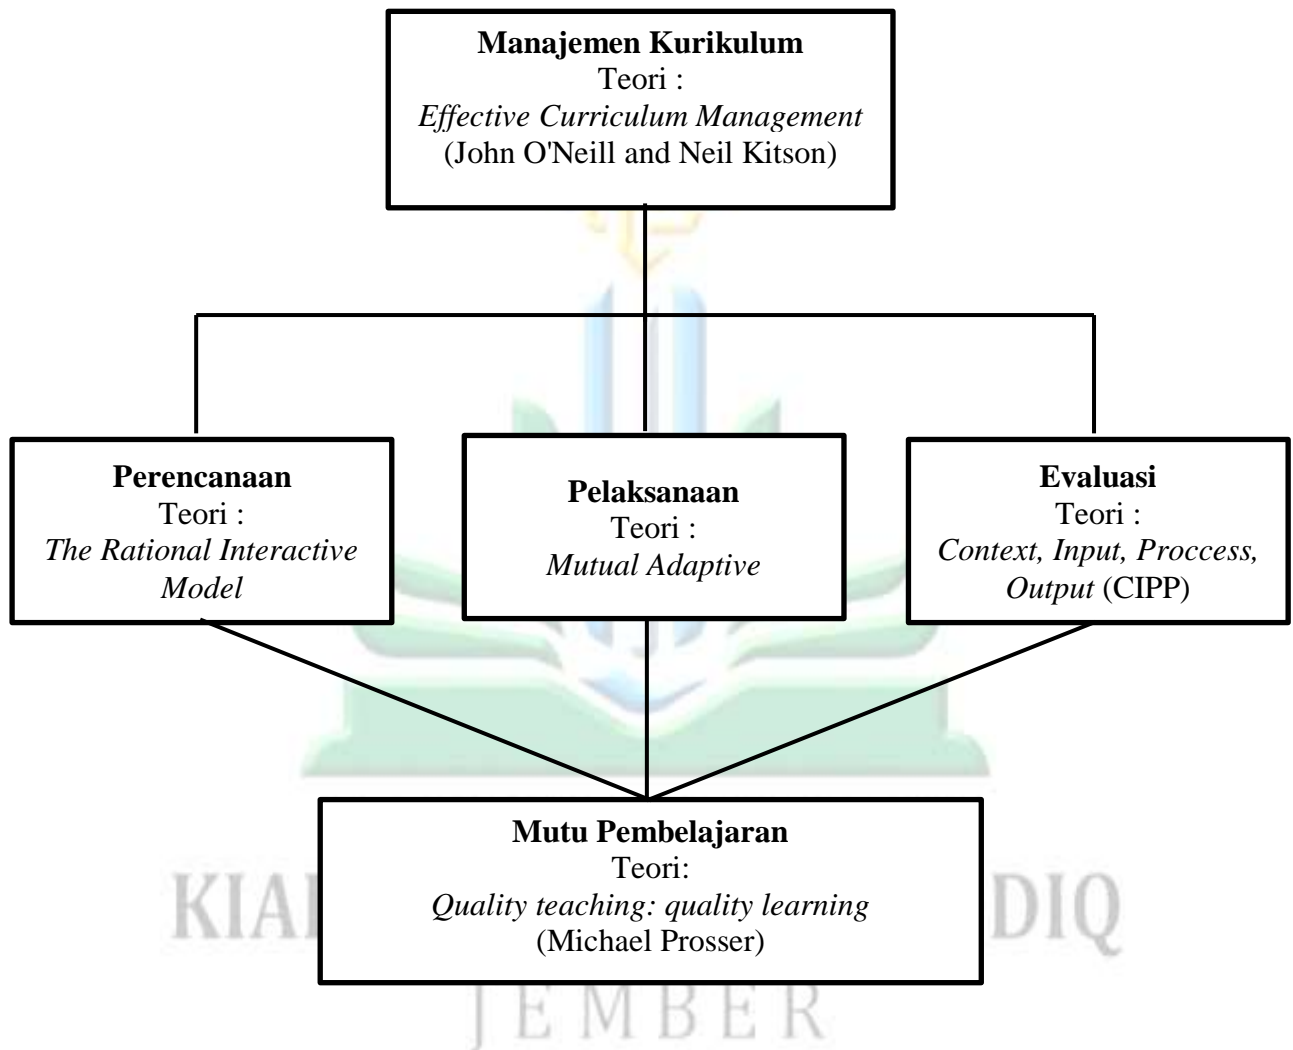 Manajemen Kurikulum
Teori :
Effective Curriculum Management
(John O'Neill and Neil Kitson)
Perencanaan
Teori :
The Rational Interactive
Model
Pelaksanaan
Teori :
Mutual Adaptive
Evaluasi
Teori :
Context, Input, Proccess,
Output (CIPP)
Mutu Pembelajaran
Teori:
Quality teaching: quality learning
(Michael Prosser)
KIAI DIQ
JEMBER